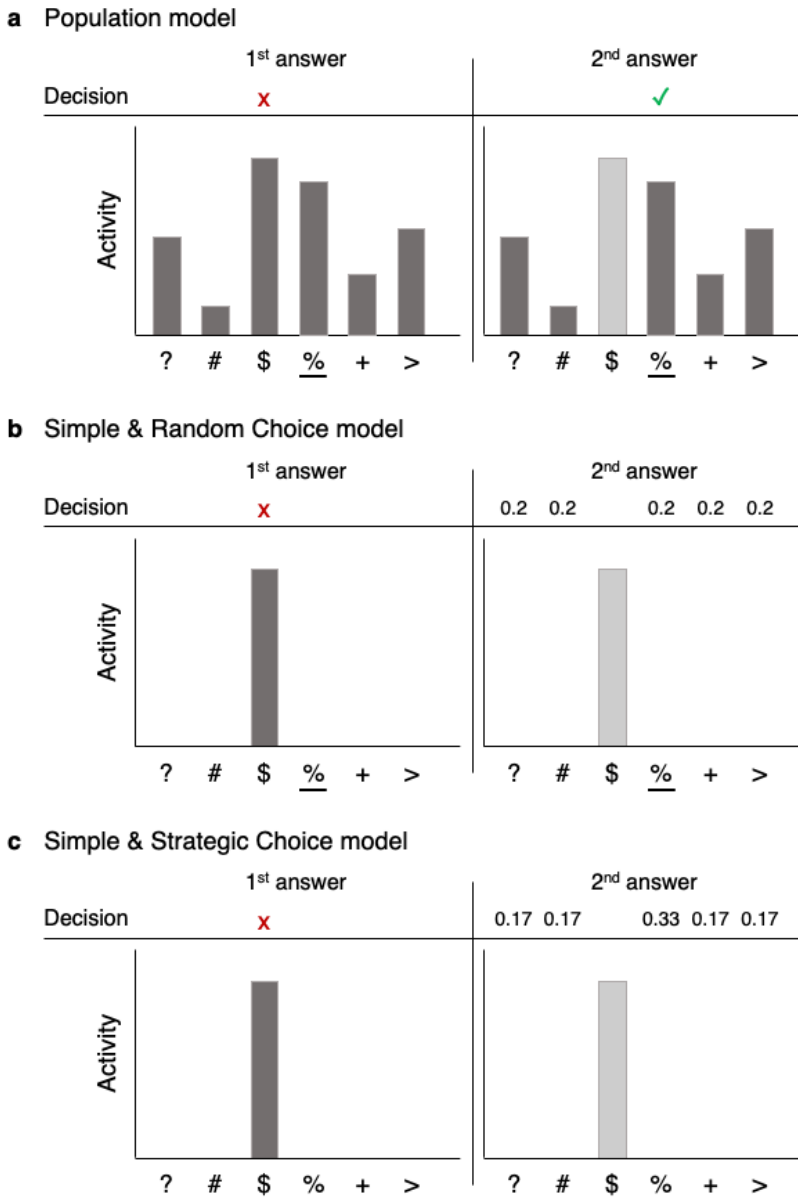 a Population model
1st answer 2nd answer
Decision x ✓
Activity
? # $ % + > ? # $ % + >
b Simple & Random Choice model
1st answer 2nd answer
Decision x 0.2 0.2 0.2 0.2 0.2
Activity
? # $ % + > ? # $ % + >
c Simple & Strategic Choice model
1st answer 2nd answer
Decision x 0.17 0.17 0.33 0.17 0.17
Activity
? # $ % + > ? # $ % + >